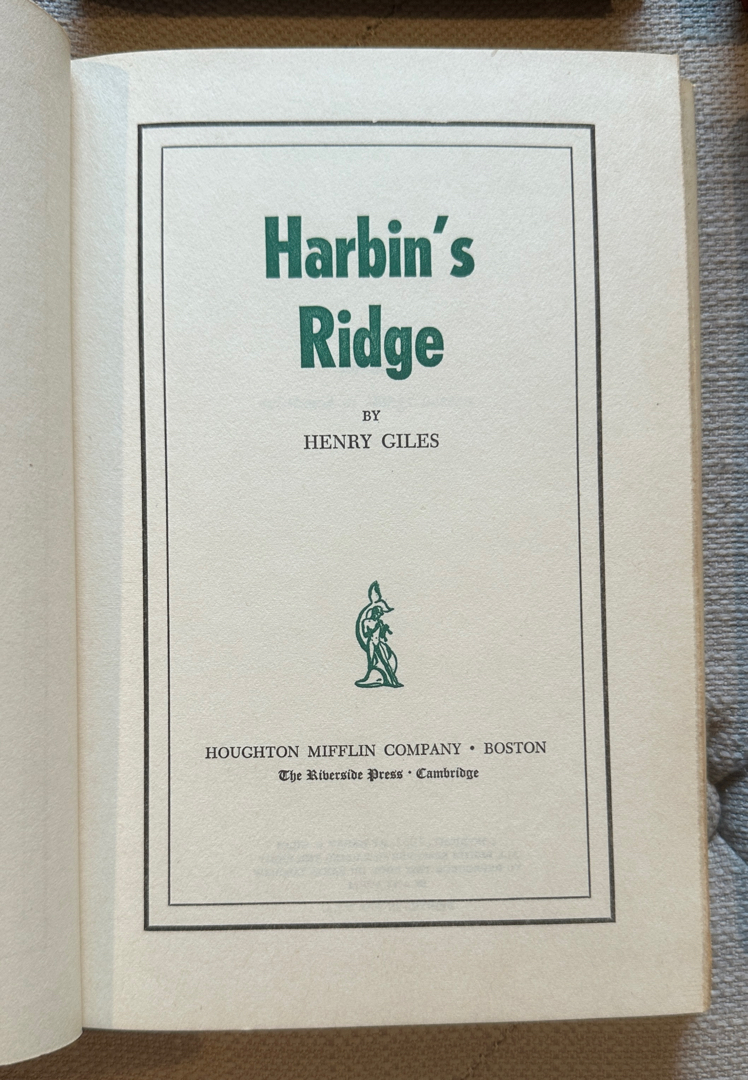 Harbin's
Ridge
BY
HENRY GILES
HOUGHTON MIFFLIN COMPANY • BOSTON
The Riverside Press • Cambridge